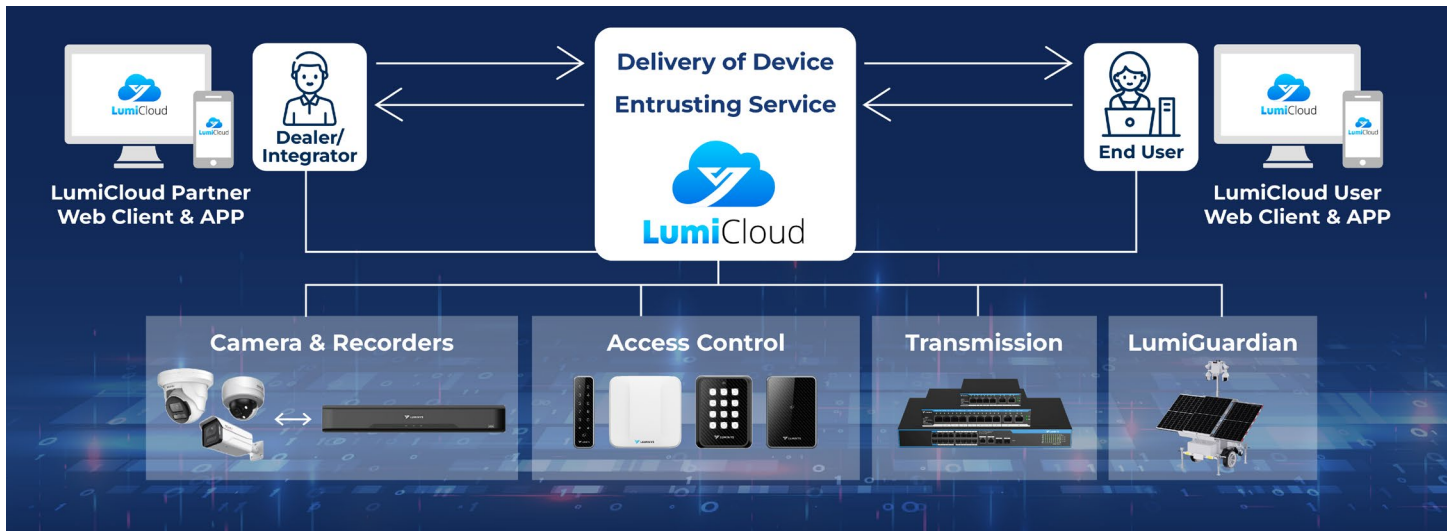 LumiCloud
LumiCloud
Dealer/
Integrator
LumiCloud Partner
Web Client & APP
Delivery of Device
Entrusting Service
LumiCloud
End User
LumiCloud
LumiCloud
LumiCloud User
Web Client & APP
Camera & Recorders
Access Control
Transmission
LumiGuardian